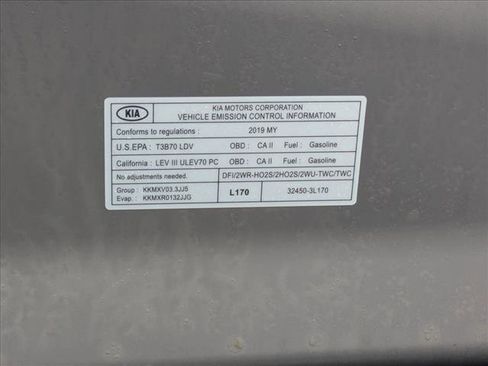 KIA
KIA MOTORS CORPORATION
VEHICLE EMISSION CONTROL INFORMATION
Conforms to regulations : 2019 MY
U.S.EPA : T3B70 LDV OBD : CA II Fuel : Gasoline
California : LEV III ULEV70 PC OBD : CA II Fuel : Gasoline
No adjustments needed. DFI/2WR-HO2S/2HO2S/2WU-TWC/TWC
Group : KKMXV03.3JJ5
Evap. : KKMXR0132JJG
L170 32450-3L170